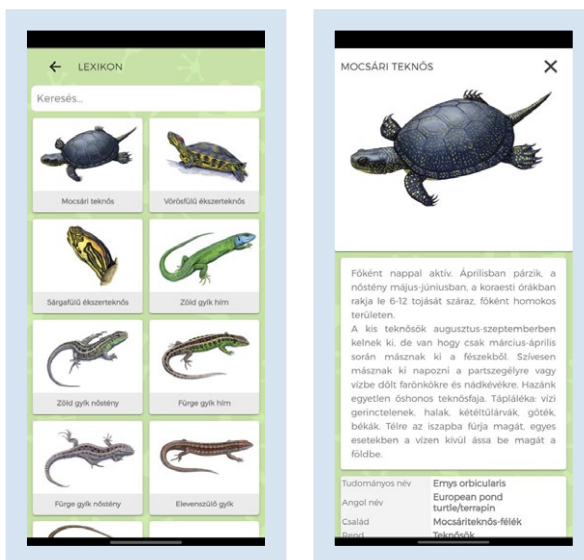 LEXIKON
Keresés...
Mocsári teknős
Vörösfülű ékszerteknős
Sárgafülű ékszerteknős
Zöld gyík hím
Zöld gyík nőstény
Fürge gyík hím
Fürge gyík nőstény
Elevenszülő gyík
MOCSÁRI TEKNŐS
Főként nappal aktív. Áprilisban párzik, a
nőstény május-júniusban, a koraesti órákban
rakja le 6-12 tojását száraz, főként homokos
területen.
A kis teknősök augusztus-szeptemberben
kelnek ki, de van hogy csak március-április
során másznak ki a fészekből. Szívesen
másznak ki napozni a partszegélyre vagy
vízbe dőlt farönkökre és nádkévékre. Hazánk
egyetlen őshonos teknősfaja. Tápláléka: vízi
gerinctelenek, halak, kétéltűlárvák, gőték,
békák. Télre az iszapba fúrja magát, egyes
esetekben a vízen kívül ássa be magát a
földbe.
Tudományos név Emys orbicularis
Angol név European pond
turtle/terrapin
Család Mocsáriteknős-félék
Rend Teknősök